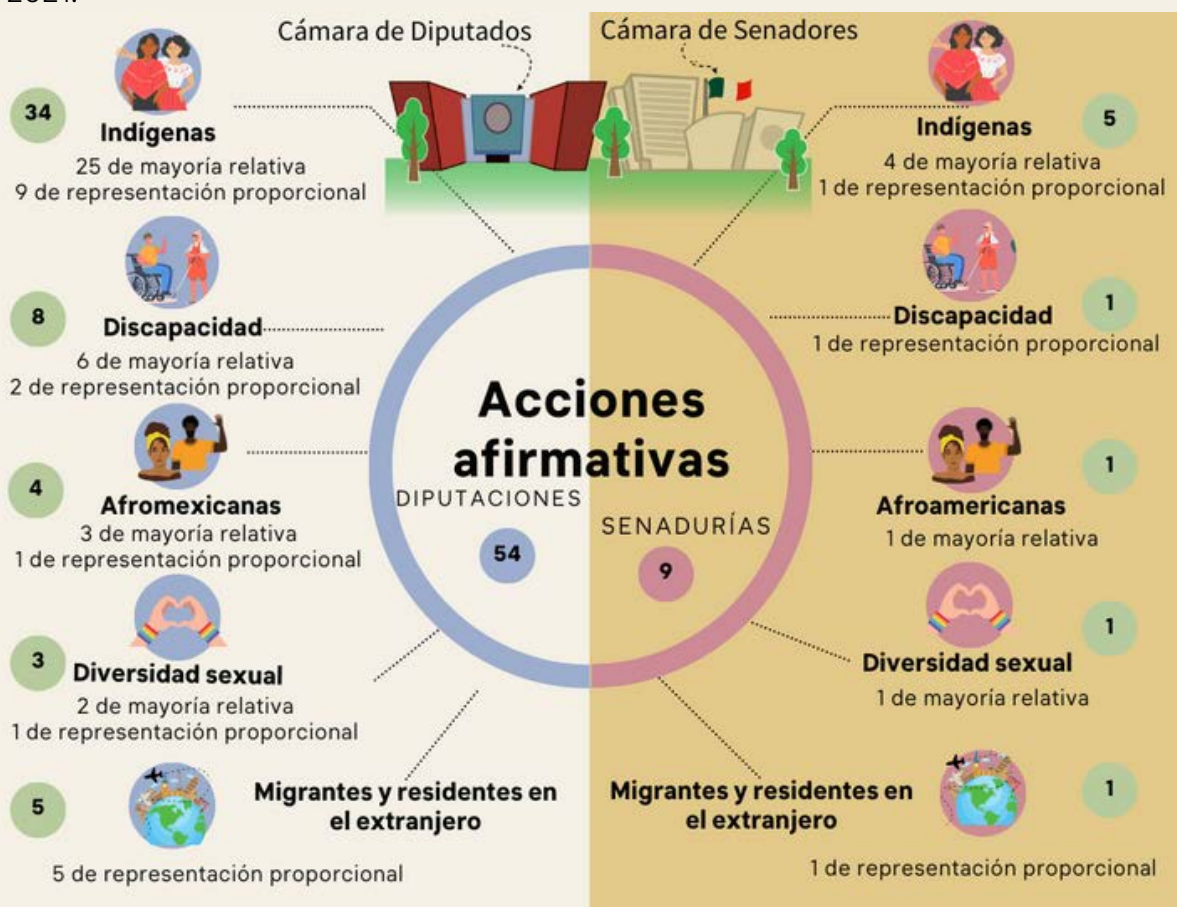 Cámara de Diputados
Cámara de Senadores
34
Indígenas
25 de mayoría relativa
9 de representación proporcional
8
Discapacidad
6 de mayoría relativa
2 de representación proporcional
4
Afromexicanas
3 de mayoría relativa
1 de representación proporcional
3
Diversidad sexual
2 de mayoría relativa
1 de representación proporcional
5
Migrantes y residentes en
el extranjero
5 de representación proporcional
Acciones
afirmativas
DIPUTACIONES
54
SENADURÍAS
9
Indígenas
5
4 de mayoría relativa
1 de representación proporcional
Discapacidad
1
1 de representación proporcional
1
Afroamericanas
1 de mayoría relativa
1
Diversidad sexual
1 de mayoría relativa
Migrantes y residentes en
el extranjero
1
1 de representación proporcional